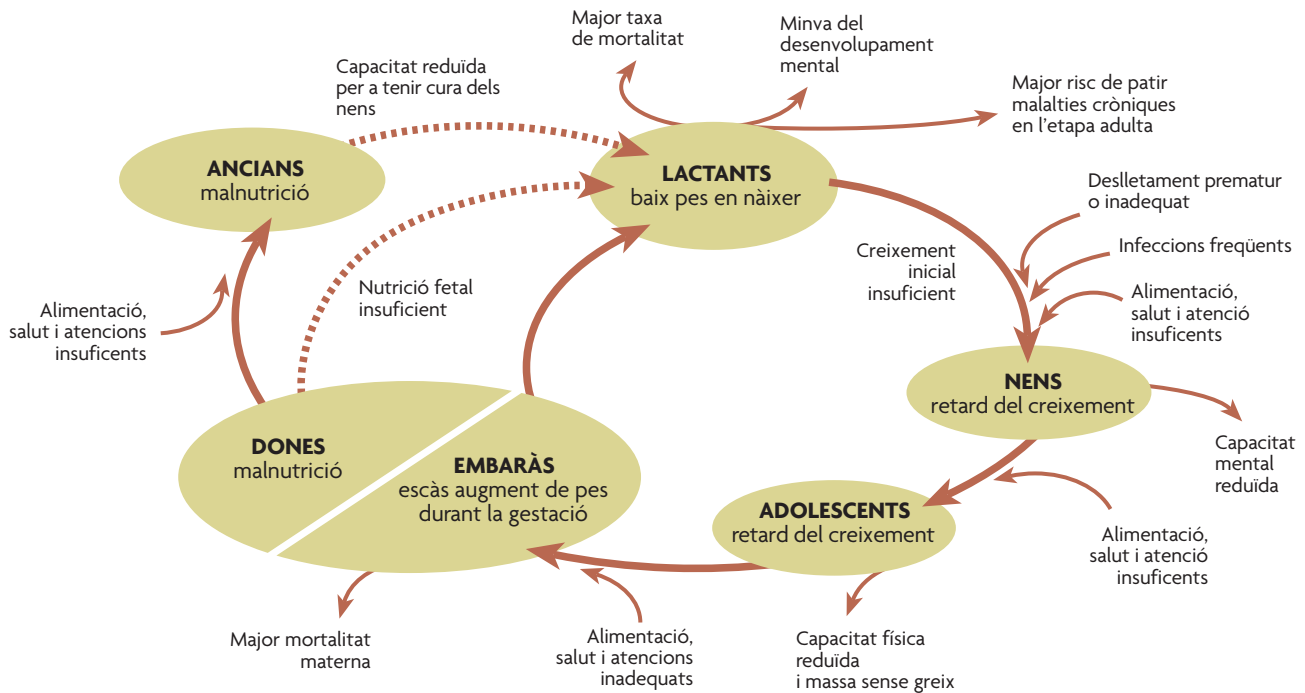 Major taxa
de mortalitat
Minva del
desenvolupament
mental
Capacitat reduïda
per a tenir cura dels
nens
Major risc de patir
malalties cròniques
en l'etapa adulta
ANCIANS
malnutrició
LACTANTS
baix pes en nàixer
Deslletament prematur
o inadequat
Infeccions freqüents
Creixement
inicial
insuficient
Nutrició fetal
insuficient
Alimentació,
salut i atencions
insuficents
Alimentació,
salut i atenció
insuficents
NENS
retard del creixement
DONES
malnutrició
EMBARÀS
escàs augment de pes
durant la gestació
Capacitat
mental
reduïda
ADOLESCENTS
retard del creixement
Alimentació,
salut i atenció
insuficents
Major mortalitat
materna
Alimentació,
salut i atencions
inadequats
Capacitat física
reduïda
i massa sense greix